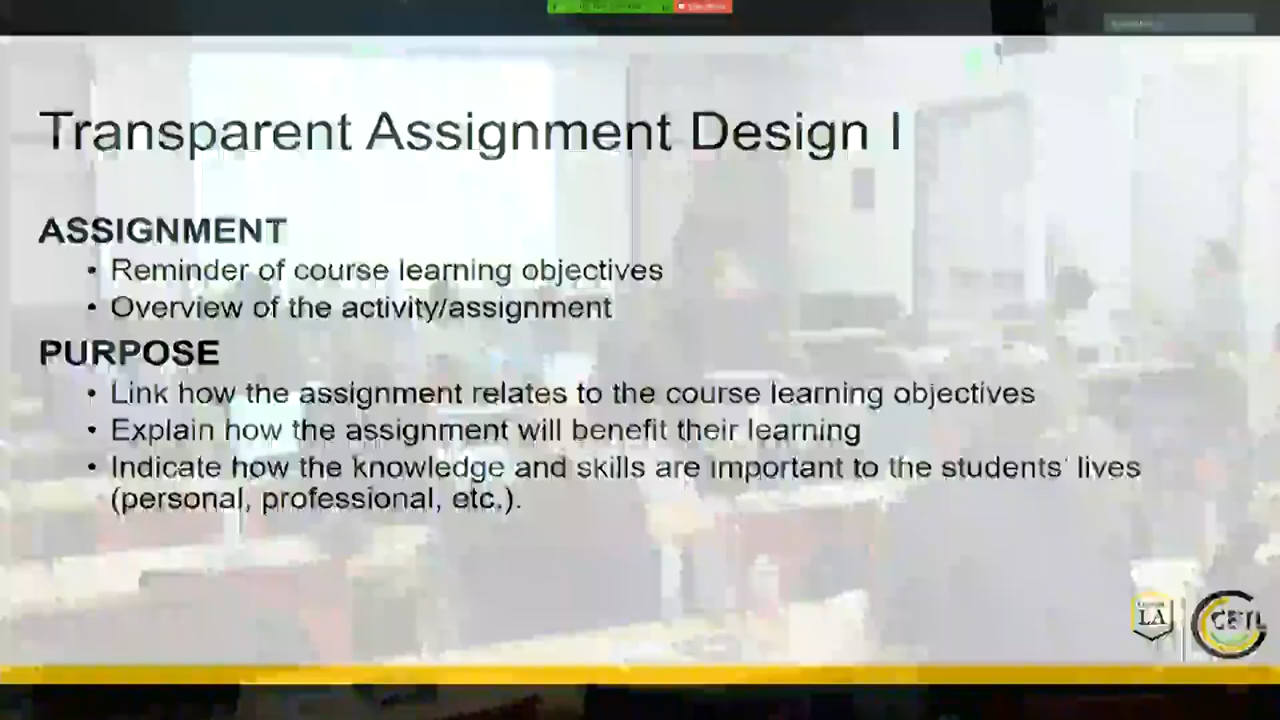 Transparent Assignment Design I
ASSIGNMENT
• Reminder of course learning objectives
• Overview of the activity/assignment
PURPOSE
• Link how the assignment relates to the course learning objectives
• Explain how the assignment will benefit their learning
• Indicate how the knowledge and skills are important to the students' lives
(personal, professional, etc.).
LA
CETL